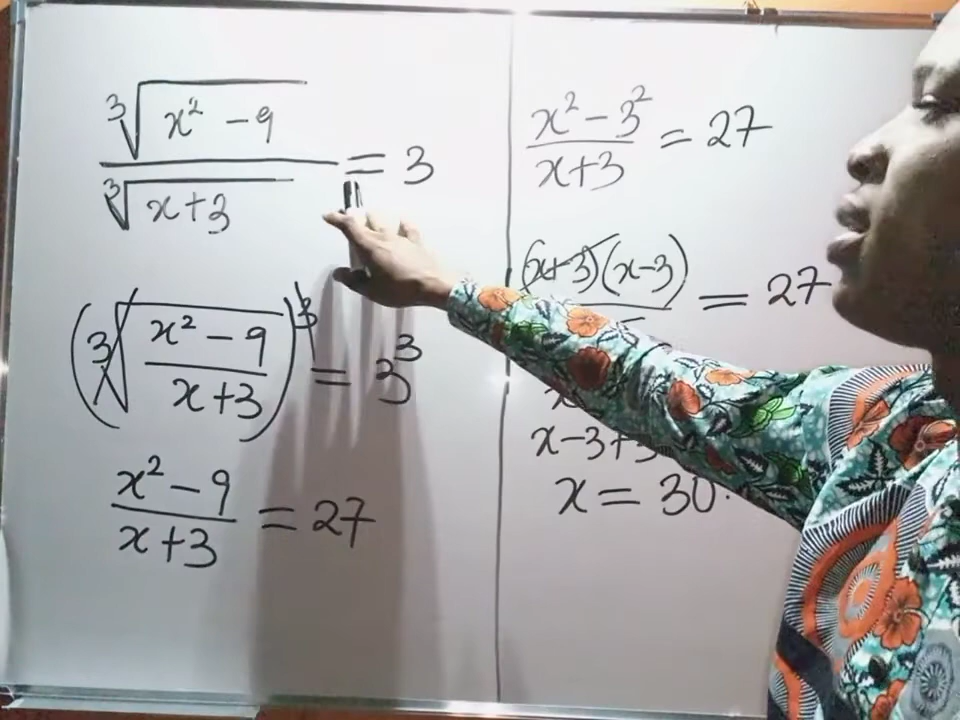 ∛(x² - 9) / ∛(x+3) = 3
(∛((x² - 9) / (x+3)))³ = 3³
(x² - 9) / (x+3) = 27
(x² - 3²) / (x+3) = 27
(x+3)(x-3) / = 27
x
x-3+3
x = 30.